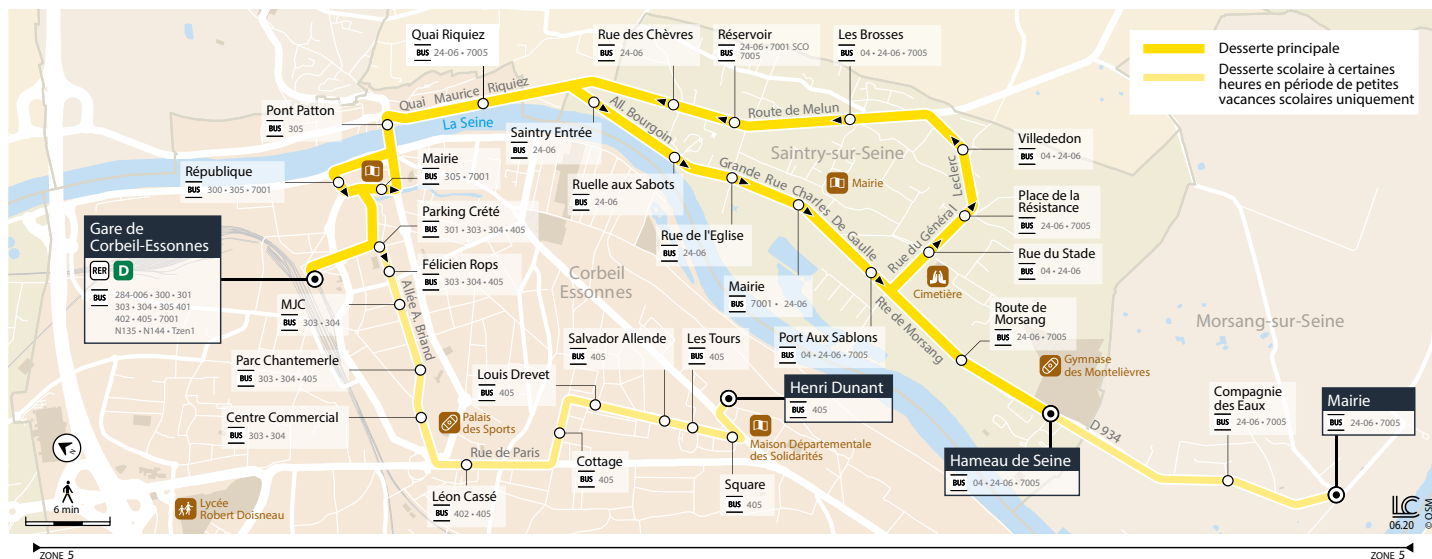 Quai Riquiez
BUS 24-06 • 7005
Rue des Chèvres
BUS 24-06
Réservoir
BUS 24-06 • 7001 SCO
7005
Les Brosses
BUS 04 • 24-06 • 7005
Desserte principale
Desserte scolaire à certaines
heures en période de petites
vacances scolaires uniquement
Pont Patton
BUS 305
Quai Maurice Riquiez
La Seine
Saintry Entrée
BUS 24-06
All. Bourgoin
Route de Melun
Villededon
BUS 04 • 24-06
Saintry-sur-Seine
Mairie
République
BUS 300 • 305 • 7001
Mairie
BUS 305 • 7001
Ruelle aux Sabots
BUS 24-06
Grande Rue Charles De Gaulle
Rue du Général Leclerc
Place de la
Résistance
BUS 24-06 • 7005
Gare de
Corbeil-Essonnes
RER D
BUS 284-006 • 300 • 301
303 • 304 • 305 401
402 • 405 • 7001
N135 • N144 • Tzen1
Parking Crété
BUS 301 • 303 • 304 • 405
Rue de l'Eglise
BUS 24-06
Rue du Stade
BUS 04 • 24-06
Félicien Rops
BUS 303 • 304 • 405
Corbeil
Essonnes
Mairie
BUS 7001 • 24-06
Cimetière
MJC
BUS 303 • 304
Allée A. Briand
Rte de Morsang
Route de
Morsang
BUS 24-06 • 7005
Morsang-sur-Seine
Salvador Allende
BUS 405
Les Tours
BUS 405
Port Aux Sablons
BUS 04 • 24-06 • 7005
Gymnase
des Montelièvres
Parc Chantemerle
BUS 303 • 304 • 405
Louis Drevet
BUS 405
Henri Dunant
BUS 405
Compagnie
des Eaux
BUS 24-06 • 7005
Mairie
BUS 24-06 • 7005
Centre Commercial
BUS 303 • 304
Palais
des Sports
Rue de Paris
Maison Départementale
des Solidarités
D 934
Cottage
BUS 405
Hameau de Seine
BUS 04 • 24-06 • 7005
Square
BUS 405
Léon Cassé
BUS 402 • 405
N
6 min
Lycée
Robert Doisneau
LC
06.20
© OSM
ZONE 5
ZONE 5